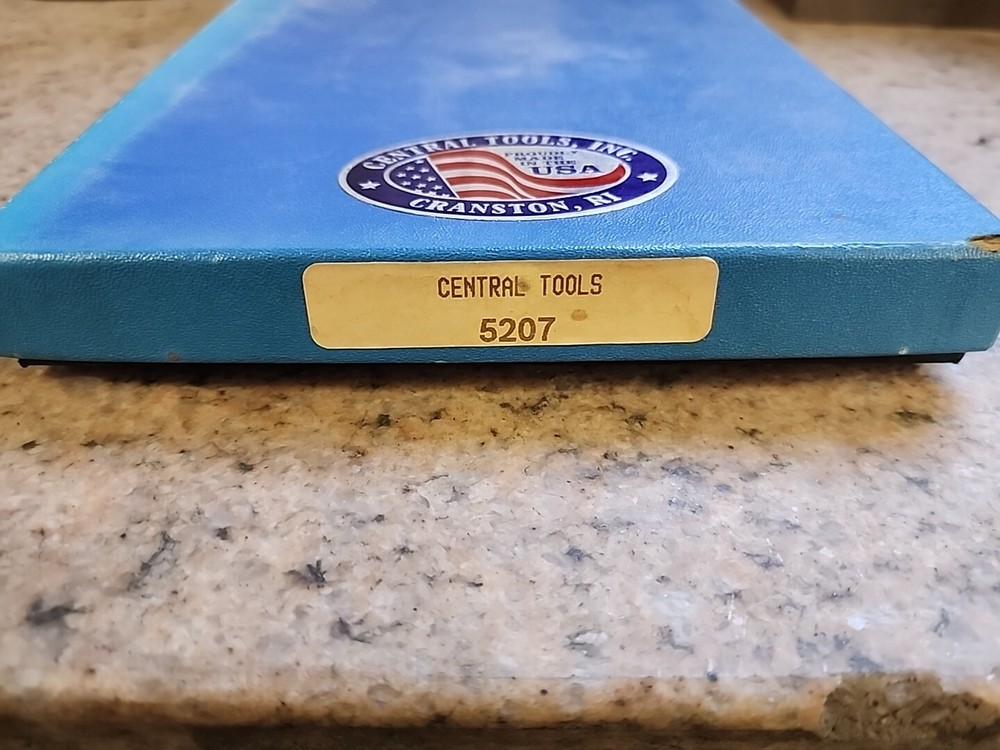 CENTRAL TOOLS, INC.
PROUDLY
MADE
IN THE
USA
CRANSTON, RI
CENTRAL TOOLS
5207